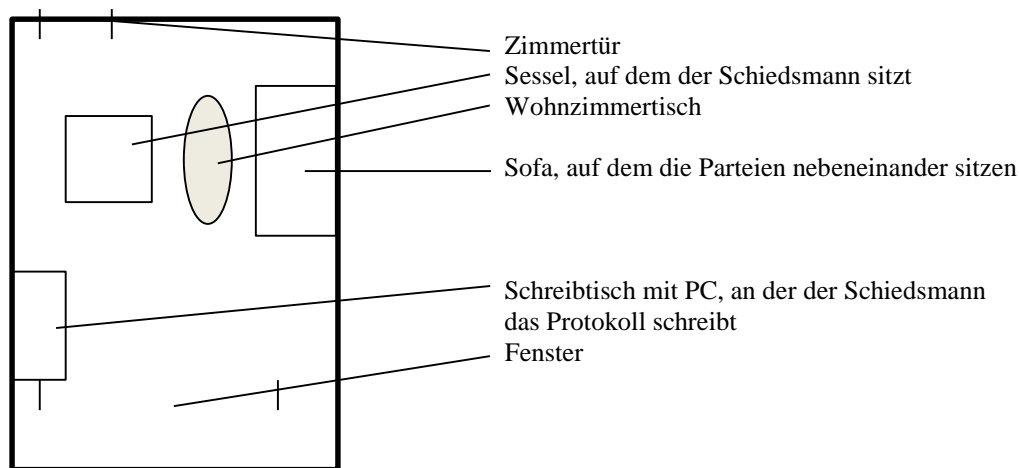 Zimmertür
Sessel, auf dem der Schiedsmann sitzt
Wohnzimmertisch
Sofa, auf dem die Parteien nebeneinander sitzen
Schreibtisch mit PC, an der der Schiedsmann
das Protokoll schreibt
Fenster